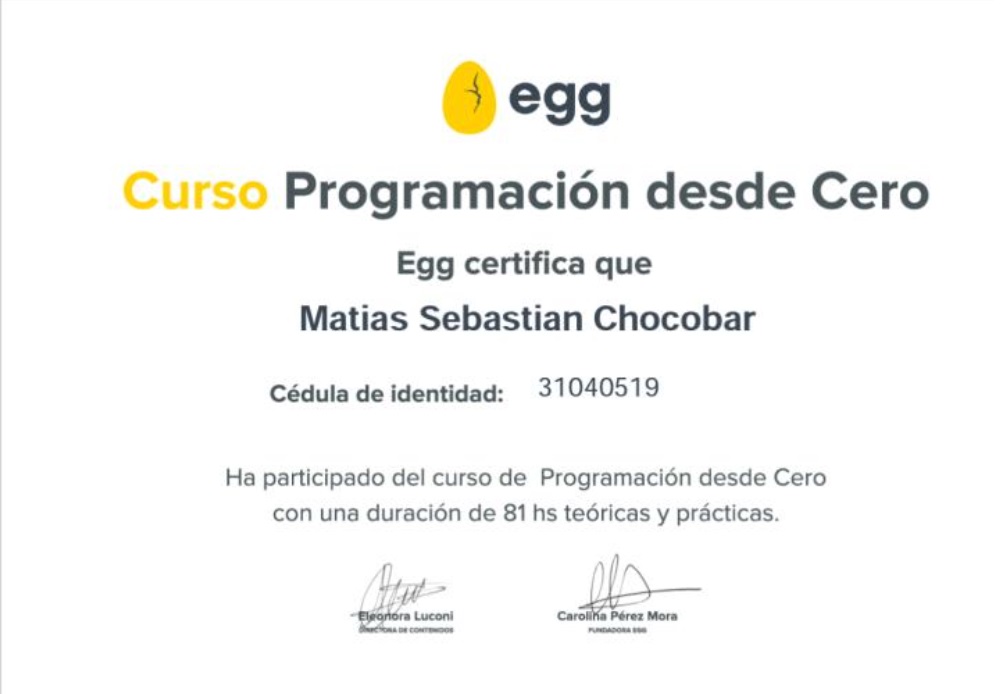 egg
Curso Programación desde Cero
Egg certifica que
Matias Sebastian Chocobar
Cédula de identidad: 31040519
Ha participado del curso de Programación desde Cero
con una duración de 81 hs teóricas y prácticas.
Eleonora Luconi Carolina Pérez Mora
DIRECTORA DE CONTENIDOS FUNDADORA EGG